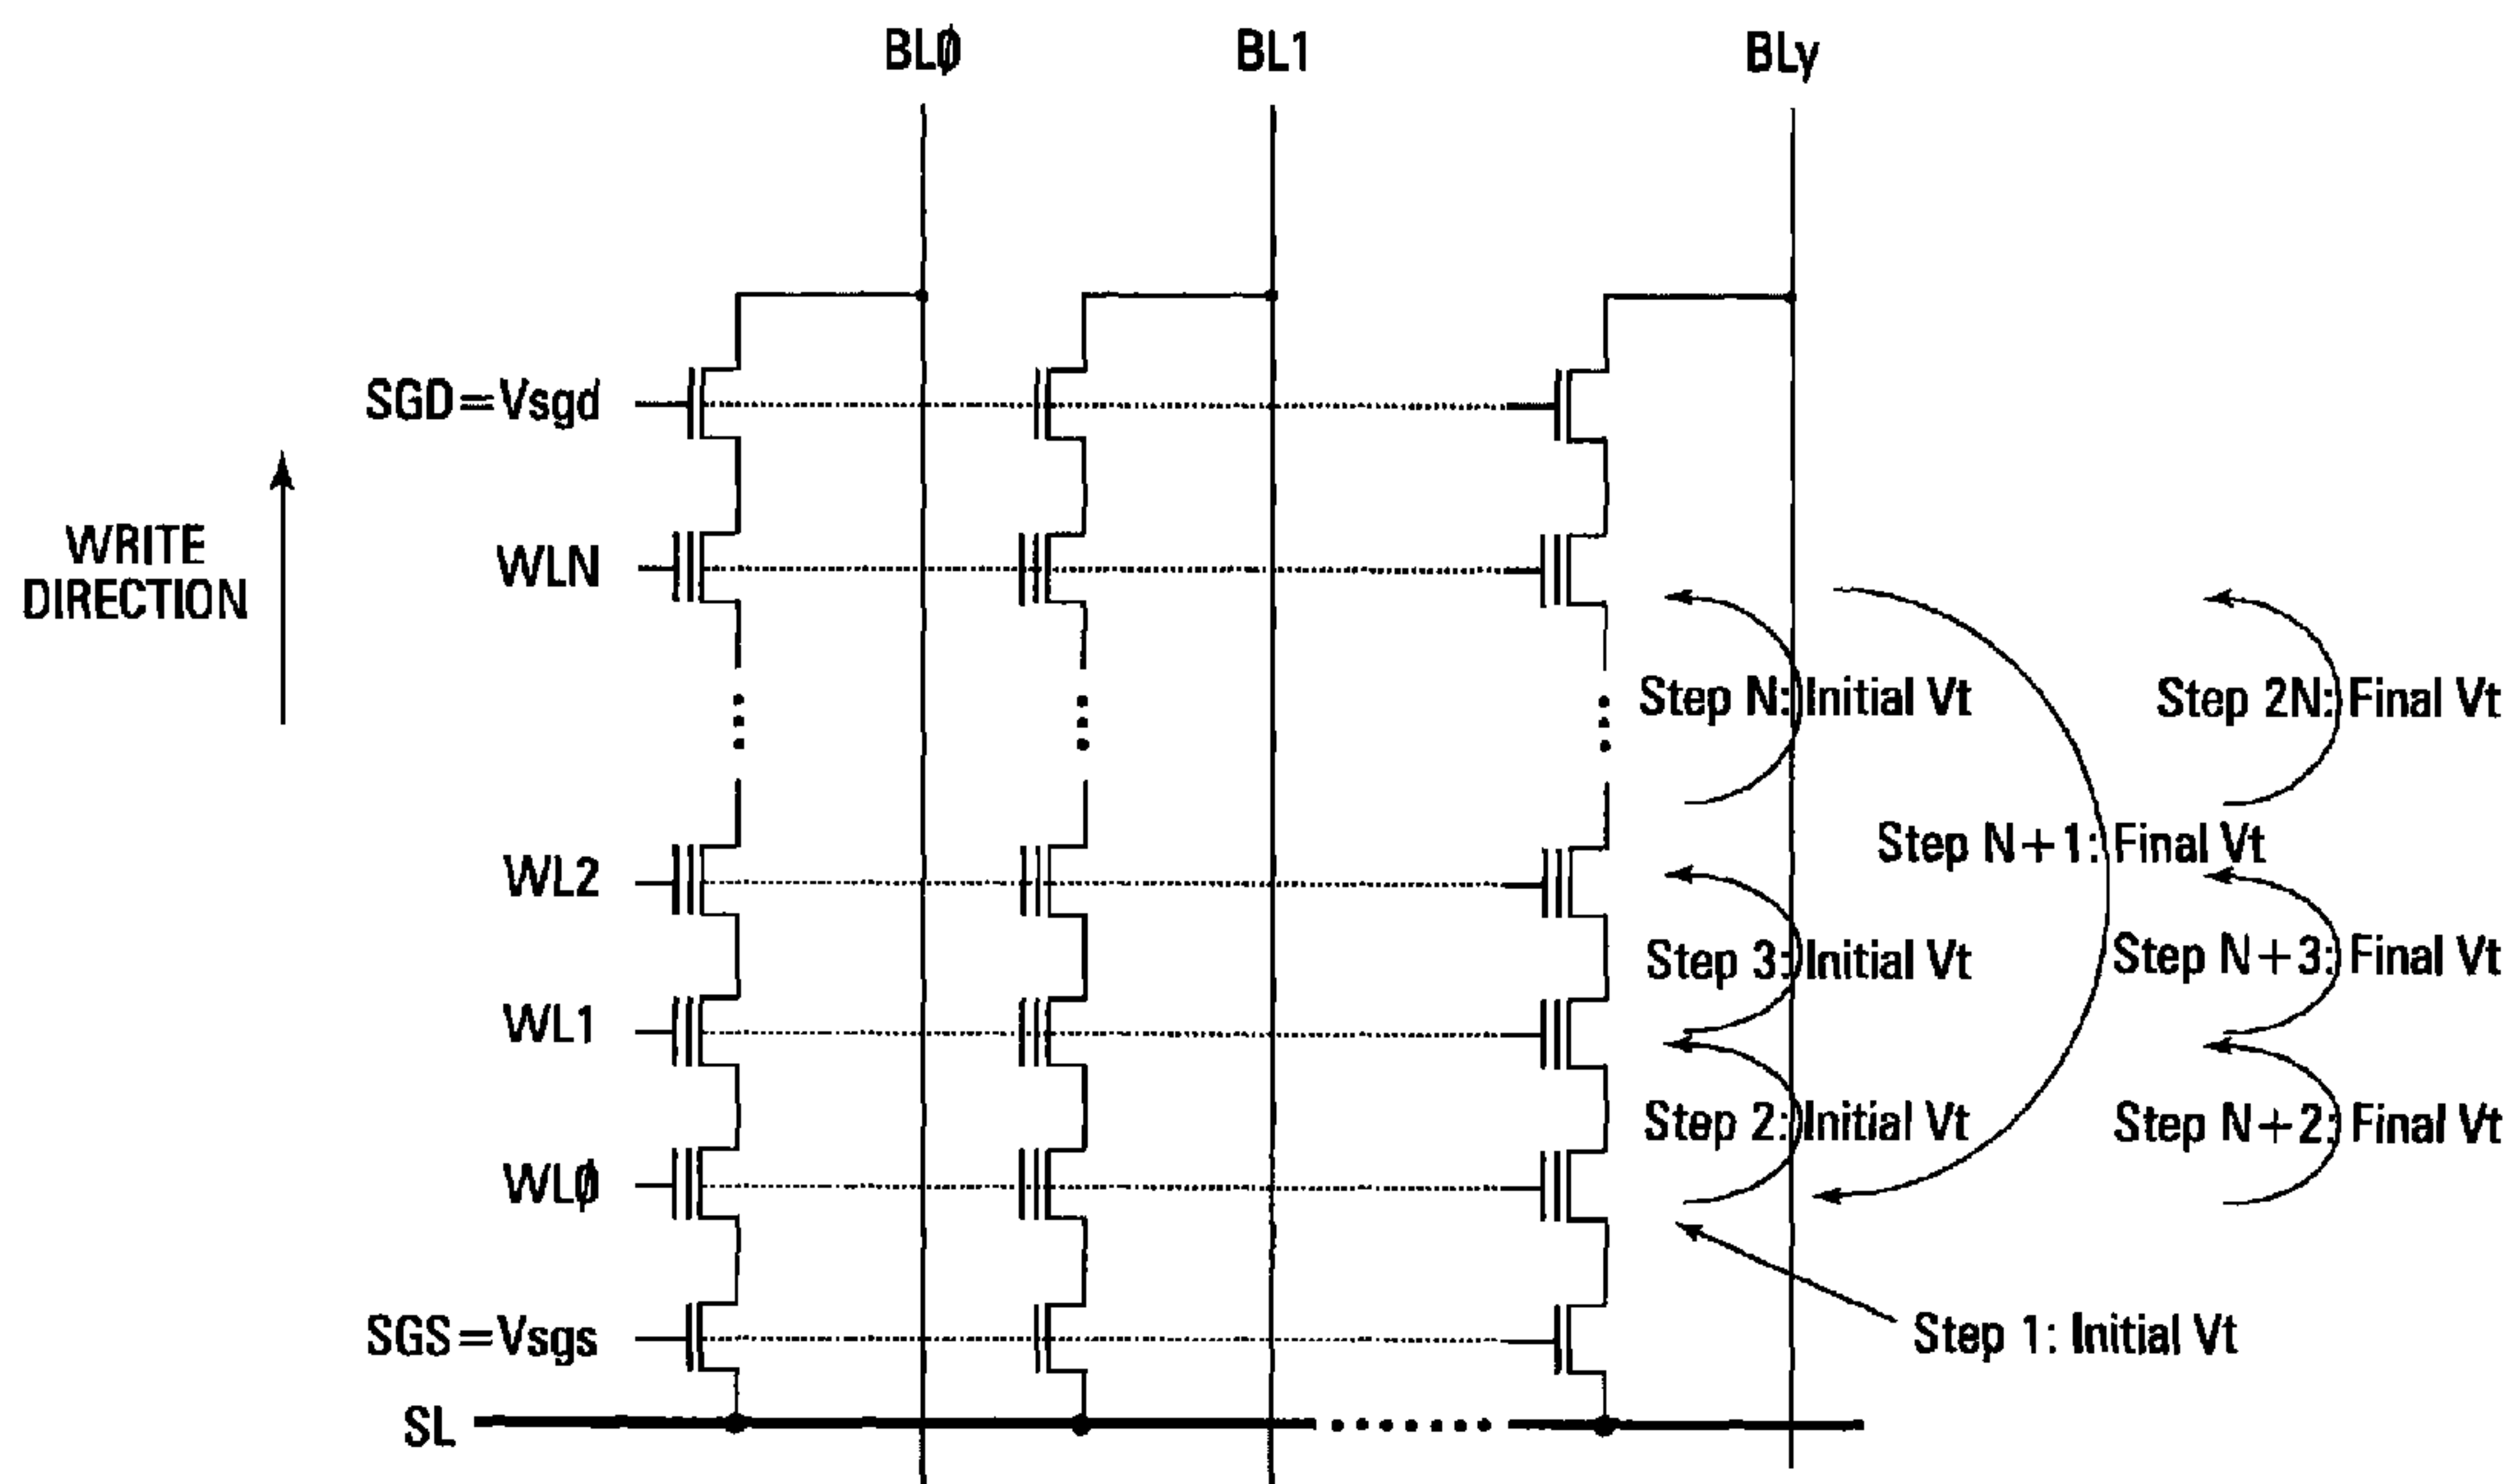 BLø
BL1
BLy
SGD=Vsgd
WRITE
DIRECTION
WLN
Step N: Initial Vt
Step 2N: Final Vt
Step N+1: Final Vt
WL2
Step 3: Initial Vt
Step N+3: Final Vt
WL1
Step 2: Initial Vt
Step N+2: Final Vt
WLø
SGS=Vsgs
Step 1: Initial Vt
SL